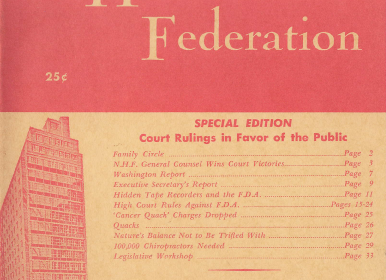 Federation
25¢
SPECIAL EDITION
Court Rulings in Favor of the Public
Family Circle Page 2
N.H.F. General Counsel Wins Court Victories Page 3
Washington Report Page 7
Executive Secretary's Report Page 9
Hidden Tape Recorders and the F.D.A. Page 11
High Court Rules Against F.D.A. Pages 15-24
'Cancer Quack' Charges Dropped Page 25
Quacks Page 26
Nature's Balance Not to Be Trifled With Page 27
100,000 Chiropractors Needed Page 29
Legislative Workshop Page 33